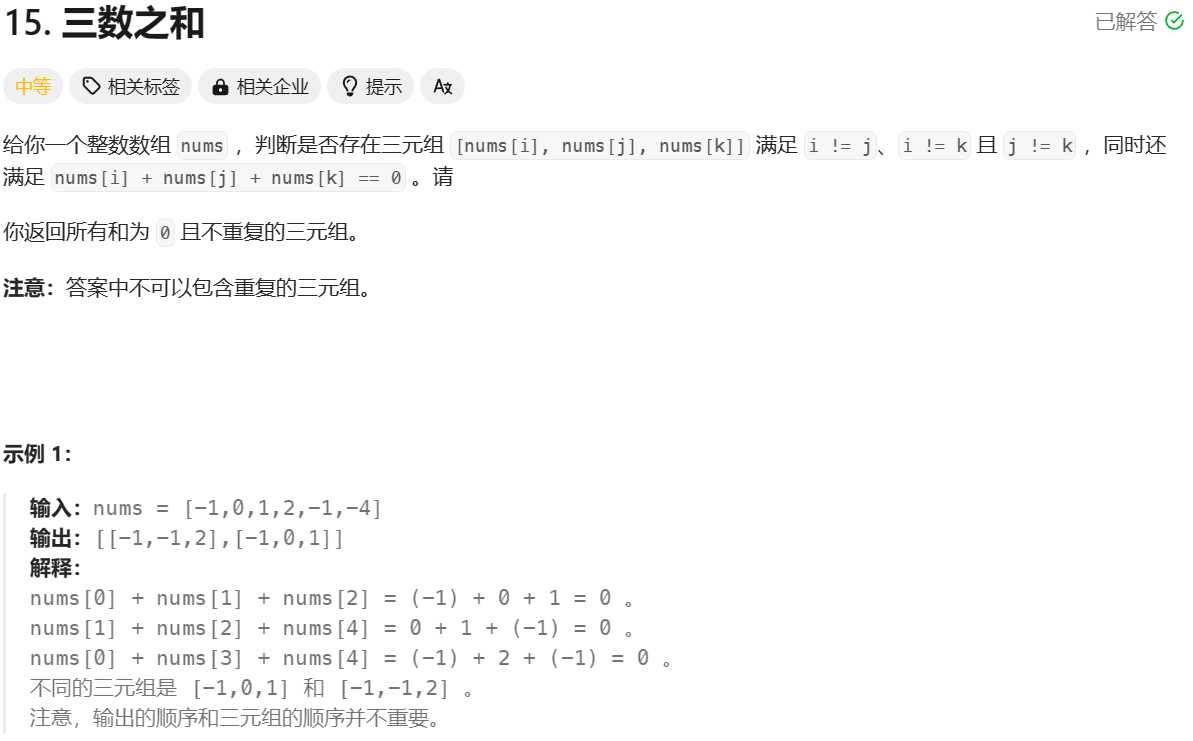 15. 三数之和
已解答
中等 相关标签 相关企业 提示 A文
给你一个整数数组 nums ，判断是否存在三元组 [nums[i], nums[j], nums[k]] 满足 i != j、i != k 且 j != k ，同时还
满足 nums[i] + nums[j] + nums[k] == 0 。请
你返回所有和为 0 且不重复的三元组。
注意：答案中不可以包含重复的三元组。
示例 1：
输入：nums = [-1,0,1,2,-1,-4]
输出：[[-1,-1,2],[-1,0,1]]
解释：
nums[0] + nums[1] + nums[2] = (-1) + 0 + 1 = 0 。
nums[1] + nums[2] + nums[4] = 0 + 1 + (-1) = 0 。
nums[0] + nums[3] + nums[4] = (-1) + 2 + (-1) = 0 。
不同的三元组是 [-1,0,1] 和 [-1,-1,2] 。
注意，输出的顺序和三元组的顺序并不重要。